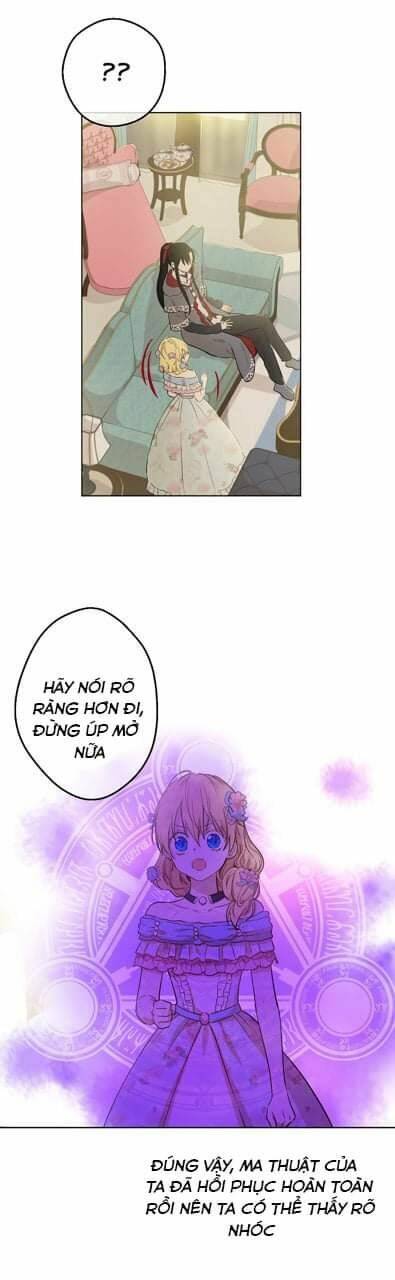 ??
HÃY NÓI RÕ
RÀNG HƠN ĐI,
ĐỪNG ÚP MỞ
NỮA
ĐÚNG VẬY, MA THUẬT CỦA
TA ĐÃ HỒI PHỤC HOÀN TOÀN
RỒI NÊN TA CÓ THỂ THẤY RÕ
NHÓC